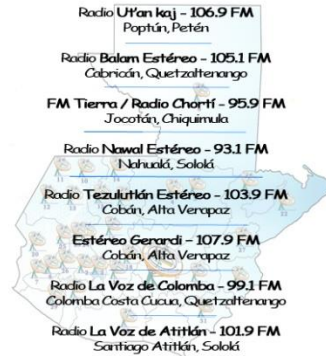 Radio Ut'an kaj - 106.9 FM
Poptún, Petén
Radio Balam Estéreo - 105.1 FM
Cabricán, Quetzaltenango
FM Tierra / Radio Chortí - 95.9 FM
Jocotán, Chiquimula
Radio Nawal Estéreo - 93.1 FM
Nahualá, Sololá
Radio Tezulutlán Estéreo - 103.9 FM
Cobán, Alta Verapaz
Estéreo Gerardi - 107.9 FM
Cobán, Alta Verapaz
Radio La Voz de Colomba - 99.1 FM
Colomba Costa Cucua, Quetzaltenango
Radio La Voz de Atitlán - 101.9 FM
Santiago Atitlán, Sololá